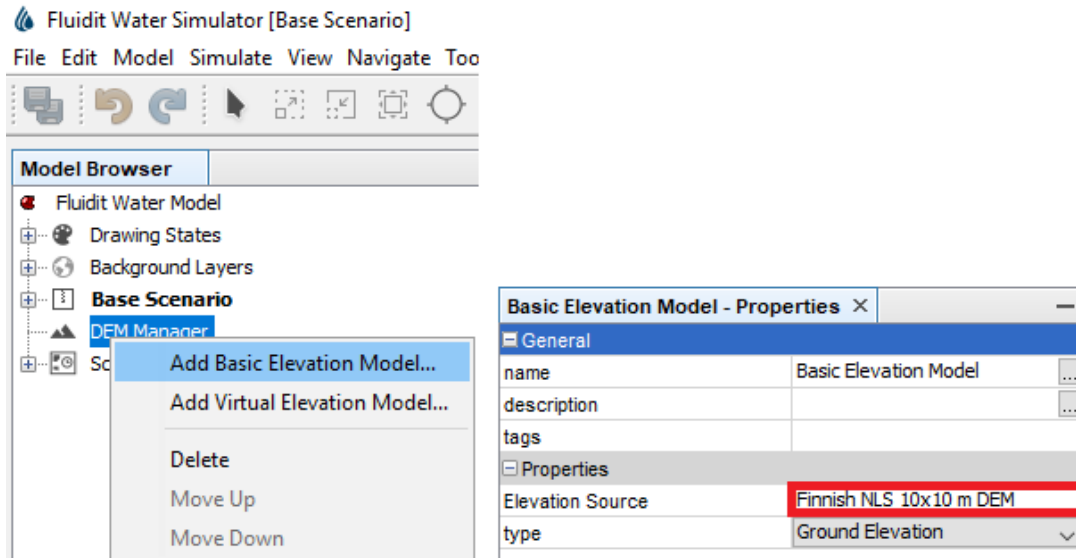 Fluidit Water Simulator [Base Scenario]
File Edit Model Simulate View Navigate Too
Model Browser
Fluidit Water Model
Drawing States
Background Layers
Base Scenario
DEM Manager
Sc
Add Basic Elevation Model...
Add Virtual Elevation Model...
Delete
Move Up
Move Down
Basic Elevation Model - Properties
General
name Basic Elevation Model ...
description ...
tags
Properties
Elevation Source Finnish NLS 10x10 m DEM
type Ground Elevation